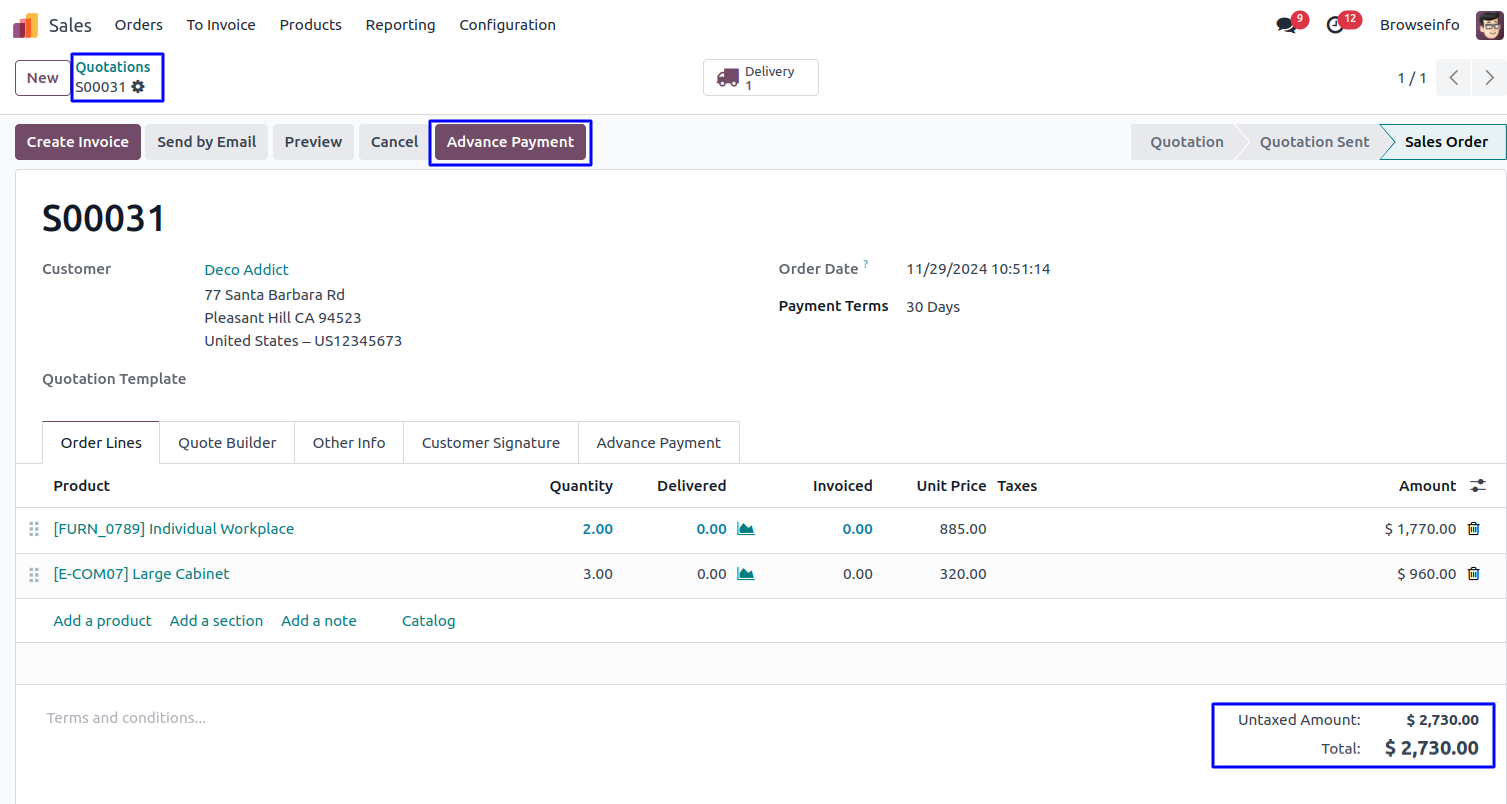 Sales Orders To Invoice Products Reporting Configuration 9 12 Browseinfo
New Quotations Delivery 1 / 1
S00031 1
Create Invoice Send by Email Preview Cancel Advance Payment Quotation Quotation Sent Sales Order
S00031
Customer Deco Addict Order Date ? 11/29/2024 10:51:14
77 Santa Barbara Rd Payment Terms 30 Days
Pleasant Hill CA 94523
United States – US12345673
Quotation Template
Order Lines Quote Builder Other Info Customer Signature Advance Payment
Product Quantity Delivered Invoiced Unit Price Taxes Amount
[FURN_0789] Individual Workplace 2.00 0.00 0.00 885.00 $ 1,770.00
[E-COM07] Large Cabinet 3.00 0.00 0.00 320.00 $ 960.00
Add a product Add a section Add a note Catalog
Terms and conditions... Untaxed Amount: $ 2,730.00
Total: $ 2,730.00